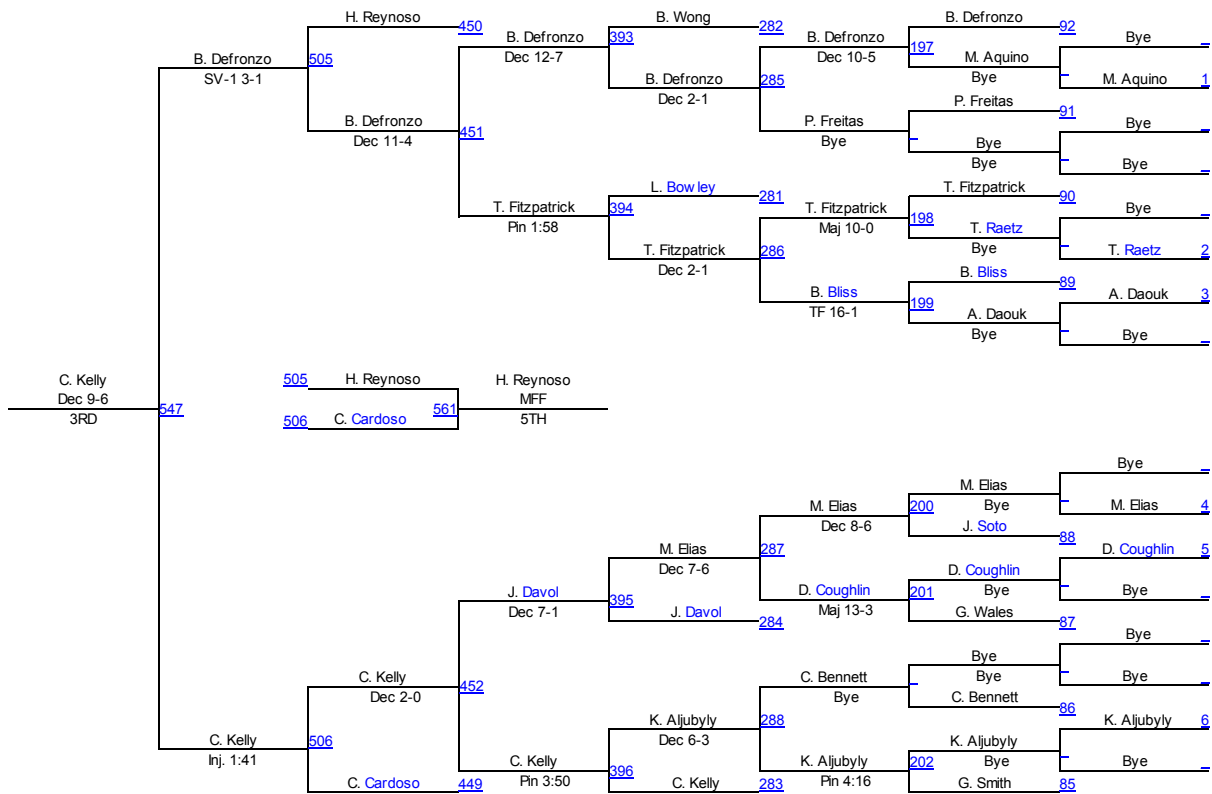 H. Reynoso 450
B. Wong 282
B. Defronzo 92
B. Defronzo
Dec 12-7
393
B. Defronzo
Dec 10-5
197
Bye
B. Defronzo
SV-1 3-1
505
M. Aquino
Bye
M. Aquino 1
B. Defronzo
Dec 2-1
285
P. Freitas 91
B. Defronzo
Dec 11-4
451
P. Freitas
Bye
Bye
Bye
Bye
Bye
L. Bowley 281
T. Fitzpatrick 90
T. Fitzpatrick
Pin 1:58
394
T. Fitzpatrick
Maj 10-0
198
Bye
T. Raetz
Bye
T. Raetz 2
T. Fitzpatrick
Dec 2-1
286
B. Bliss 89
B. Bliss
TF 16-1
199
A. Daouk 3
A. Daouk
Bye
Bye
C. Kelly
Dec 9-6
3RD
547
505 H. Reynoso
506 C. Cardoso
561
H. Reynoso
MFF
5TH
Bye
M. Elias
Bye
M. Elias 4
M. Elias
Dec 8-6
200
J. Soto 88
M. Elias
Dec 7-6
287
D. Coughlin 5
D. Coughlin
Bye
Bye
D. Coughlin
Maj 13-3
201
G. Wales 87
J. Davol
Dec 7-1
395
J. Davol 284
Bye
Bye
Bye
Bye
C. Kelly
Dec 2-0
452
C. Bennett
Bye
C. Bennett 86
K. Aljubyly
Dec 6-3
288
K. Aljubyly 6
C. Kelly
Inj. 1:41
506
K. Aljubyly
Bye
Bye
C. Kelly
Pin 3:50
396
K. Aljubyly
Pin 4:16
202
C. Cardoso 449
C. Kelly 283
G. Smith 85